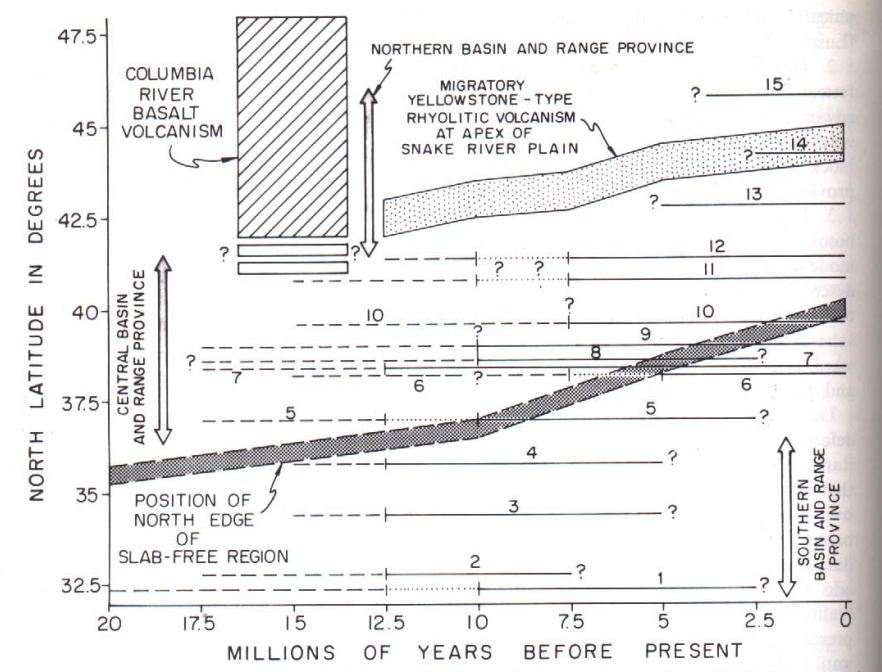 NORTH LATITUDE IN DEGREES
47.5
45
42.5
40
37.5
35
32.5
COLUMBIA
RIVER
BASALT
VOLCANISM
NORTHERN BASIN AND RANGE PROVINCE
MIGRATORY
YELLOWSTONE-TYPE
RHYOLITIC VOLCANISM
AT APEX OF
SNAKE RIVER PLAIN
? 15
? 14
? 13
? ? 12
? ? 11
CENTRAL BASIN
AND RANGE PROVINCE
10 ? 10
? 9
? 8 ?
7 7
6 ? 6
5 5 ?
4 ?
3 ?
2 ?
1 ?
POSITION OF
NORTH EDGE
OF
SLAB-FREE REGION
SOUTHERN
BASIN AND RANGE
PROVINCE
20 17.5 15 12.5 10 7.5 5 2.5 0
MILLIONS OF YEARS BEFORE PRESENT